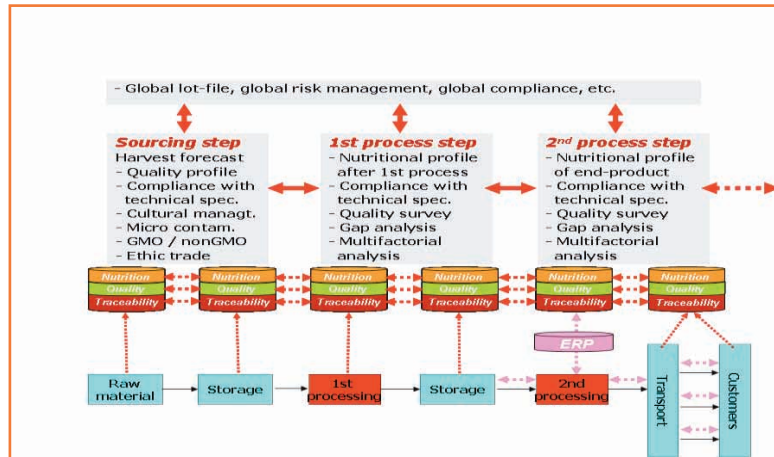 - Global lot-file, global risk management, global compliance, etc.
Sourcing step
Harvest forecast
- Quality profile
- Compliance with
technical spec.
- Cultural managt.
- Micro contam.
- GMO / nonGMO
- Ethic trade
1st process step
- Nutritional profile
after 1st process
- Compliance with
technical spec.
- Quality survey
- Gap analysis
- Multifactorial
analysis
2nd process step
- Nutritional profile
of end-product
- Compliance with
technical spec.
- Quality survey
- Gap analysis
- Multifactorial
analysis
Nutrition
Quality
Traceability
Nutrition
Quality
Traceability
Nutrition
Quality
Traceability
Nutrition
Quality
Traceability
Nutrition
Quality
Traceability
Nutrition
Quality
Traceability
ERP
Raw
material
Storage
1st
processing
Storage
2nd
processing
Transport
Customers